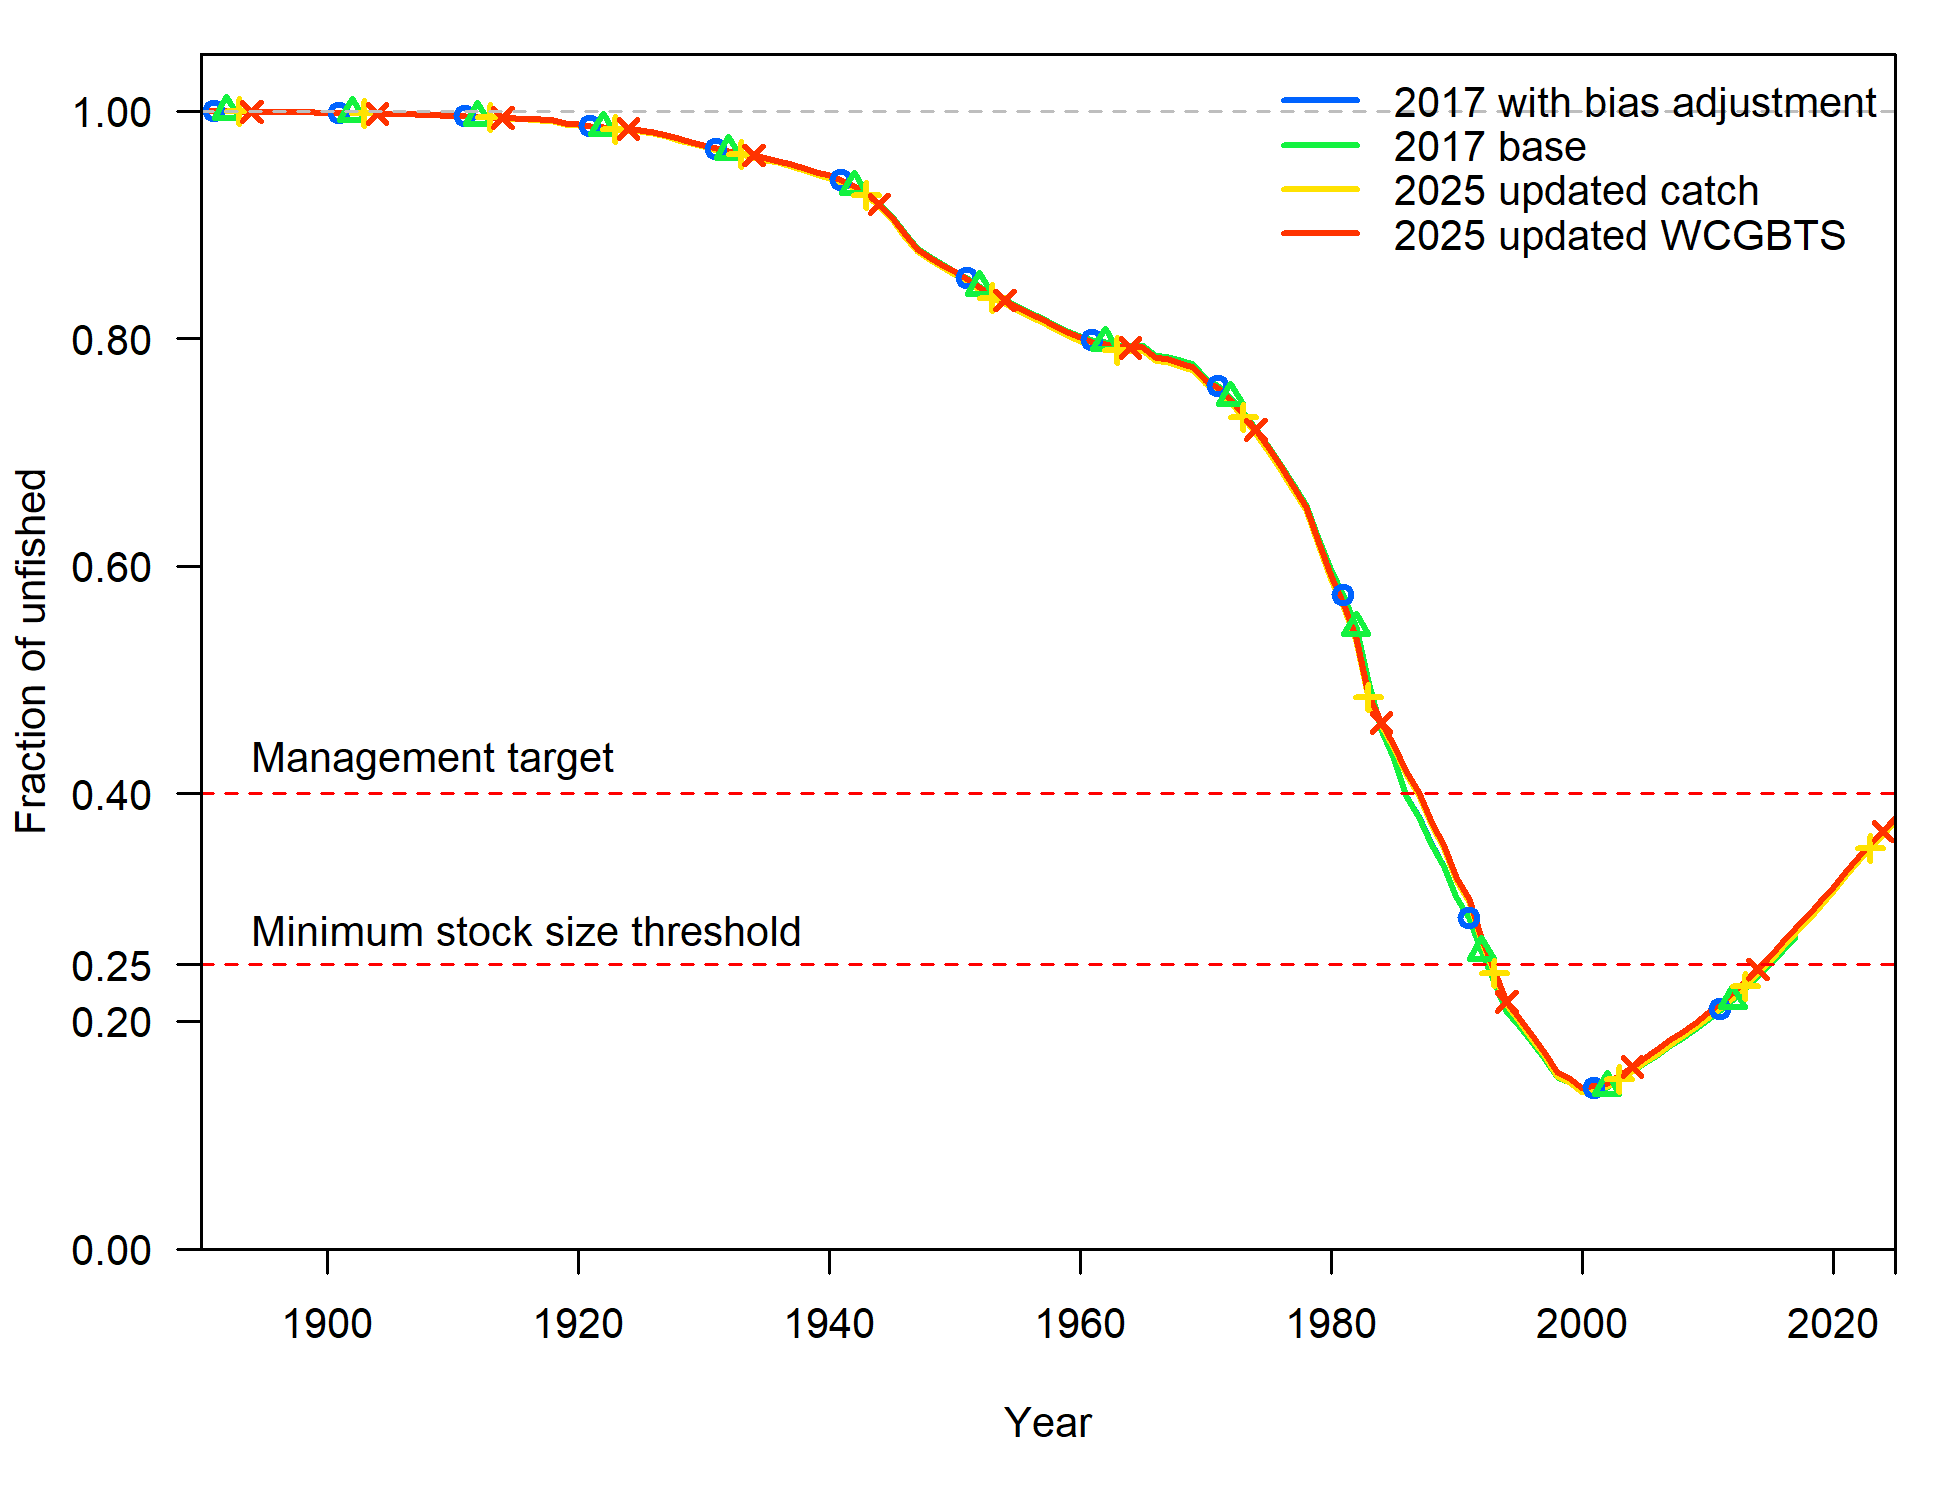 2017 with bias adjustment
2017 base
2025 updated catch
2025 updated WCGBTS
1.00
0.80
0.60
0.40
0.25
0.20
0.00
Fraction of unfished
Management target
Minimum stock size threshold
1900 1920 1940 1960 1980 2000 2020
Year